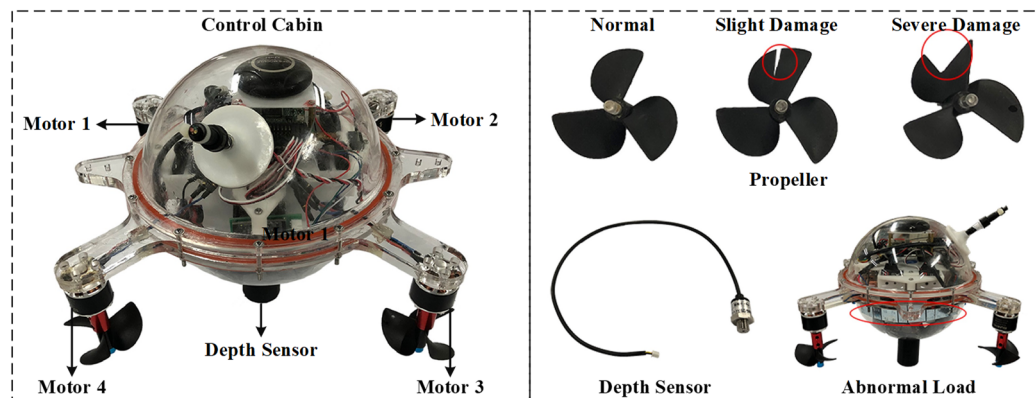 Control Cabin
Motor 1
Motor 2
Motor 1
Depth Sensor
Motor 4
Motor 3
Normal
Slight Damage
Severe Damage
Propeller
Depth Sensor
Abnormal Load